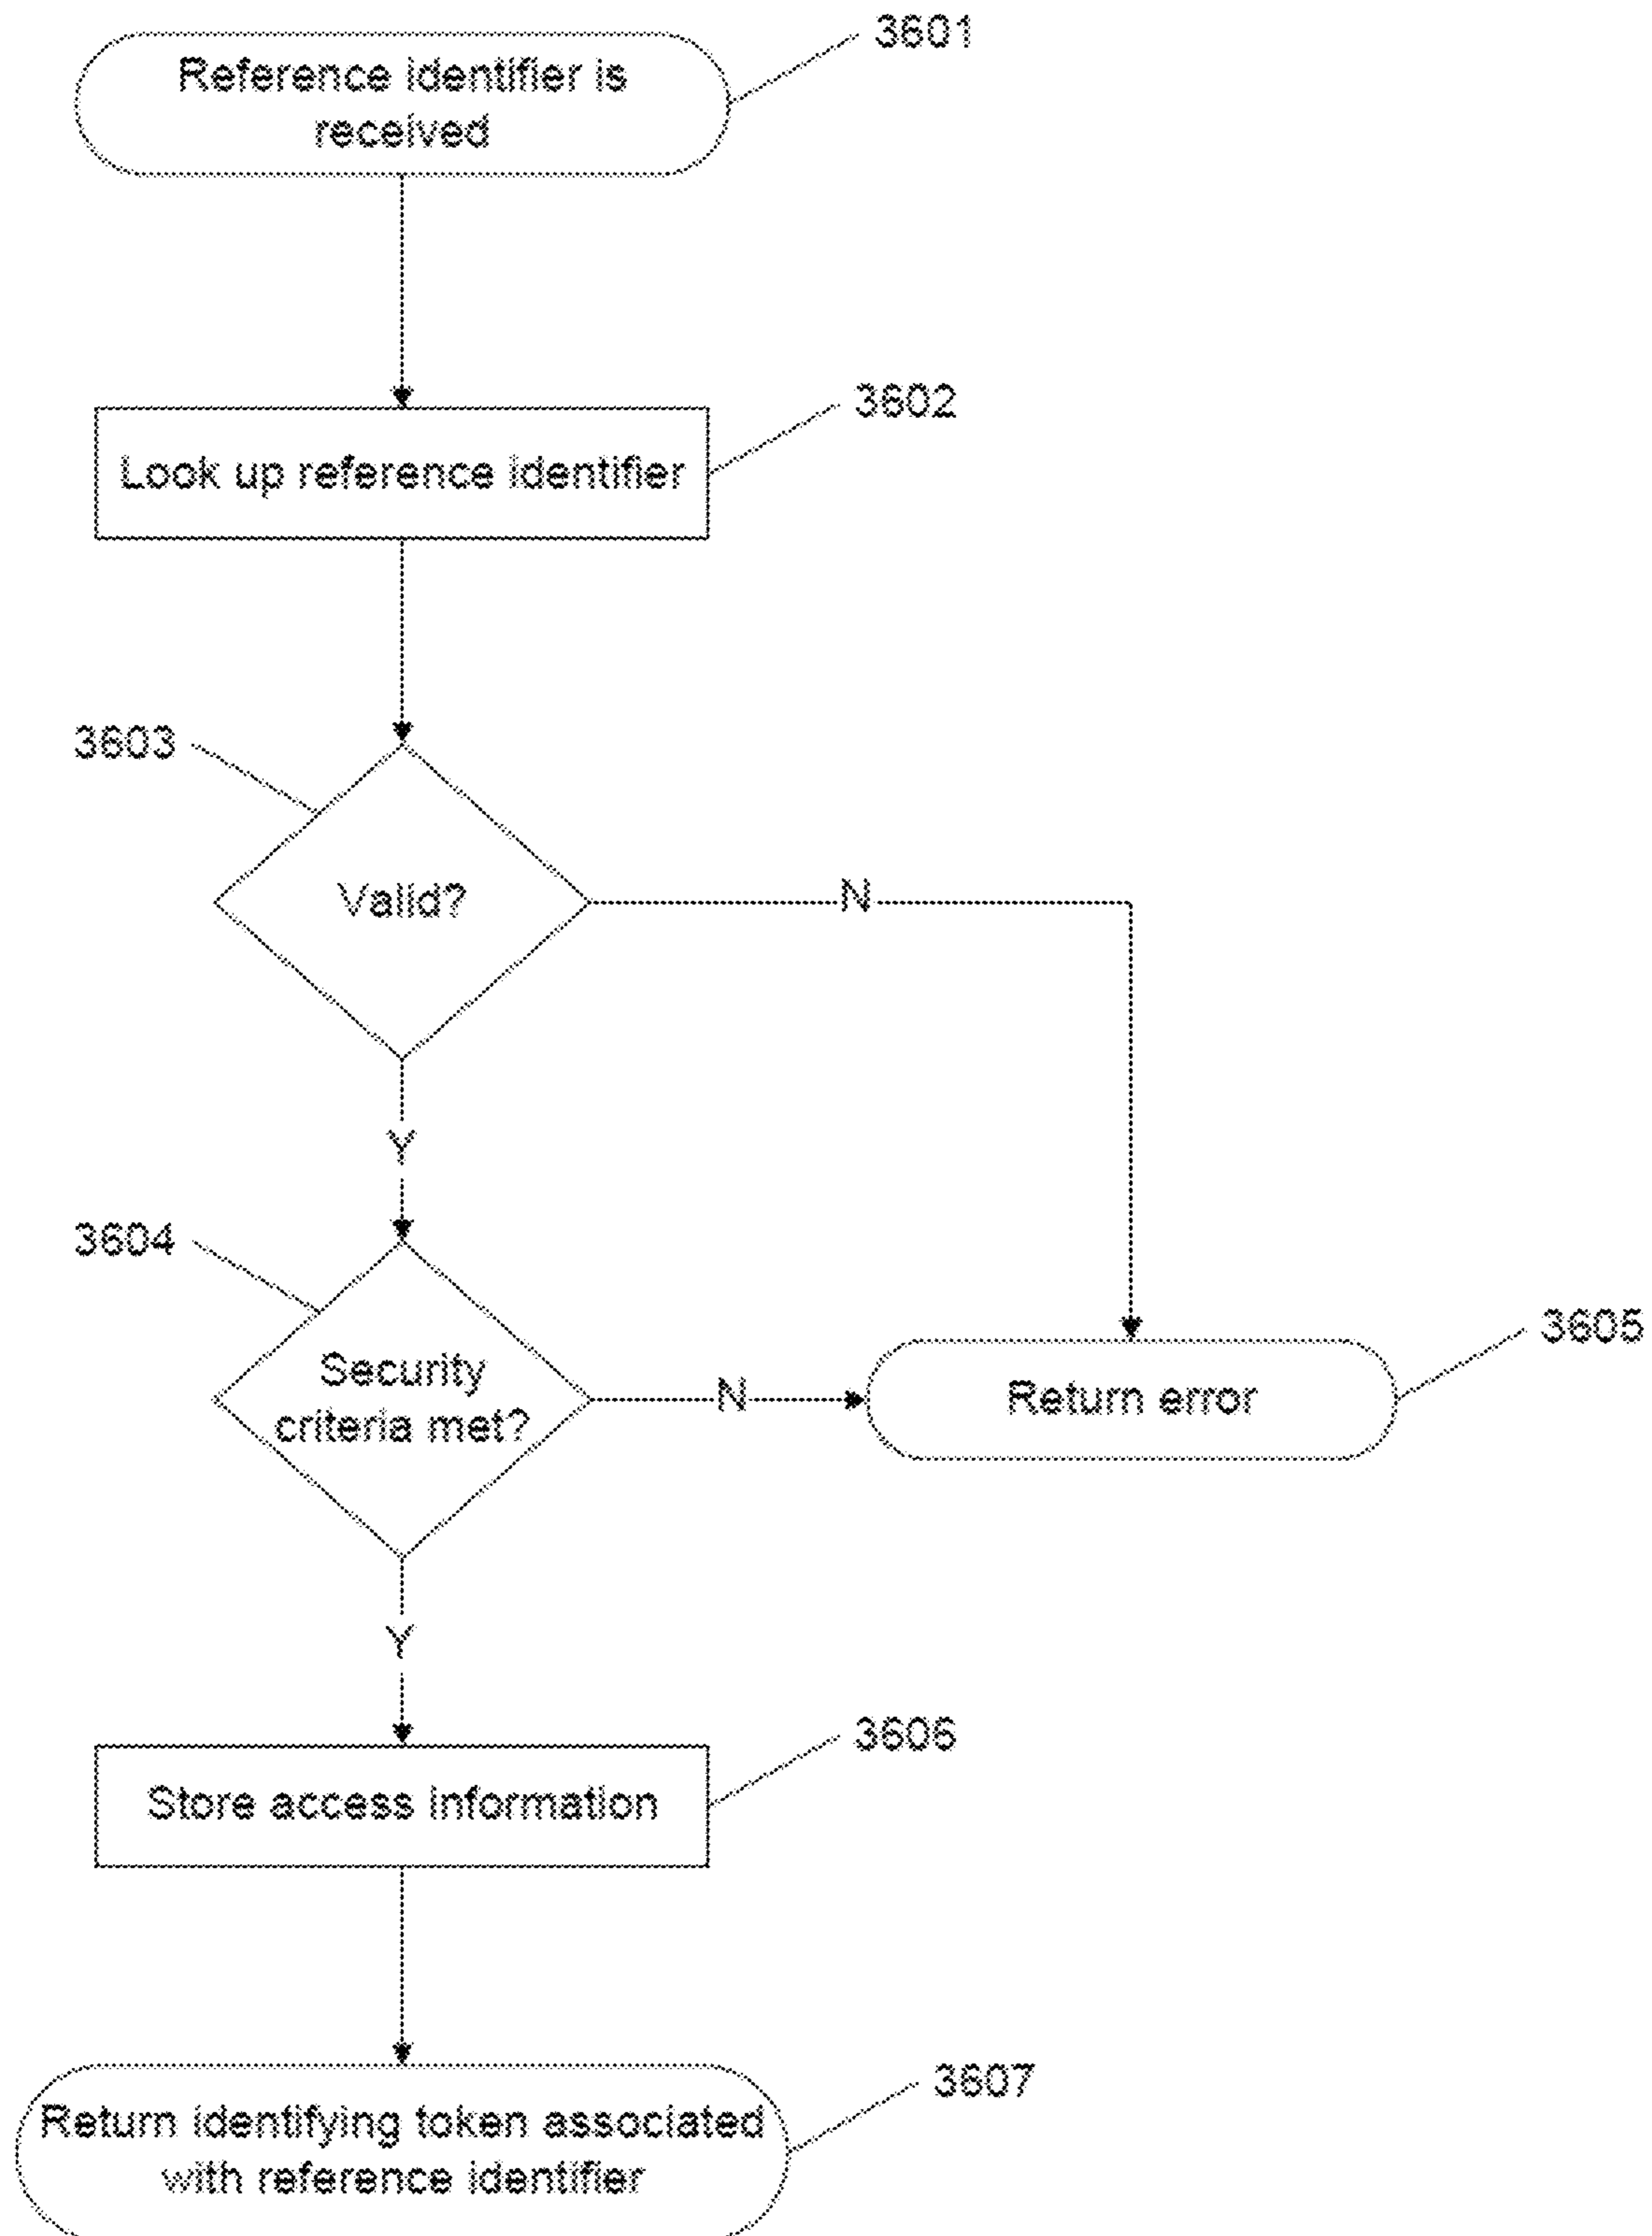 3601
Reference identifier is
received
3602
Look up reference identifier
3603
Valid?
N
Y
3604
Security
criteria met?
N
3605
Return error
Y
3606
Store access information
3607
Return identifying token associated
with reference identifier